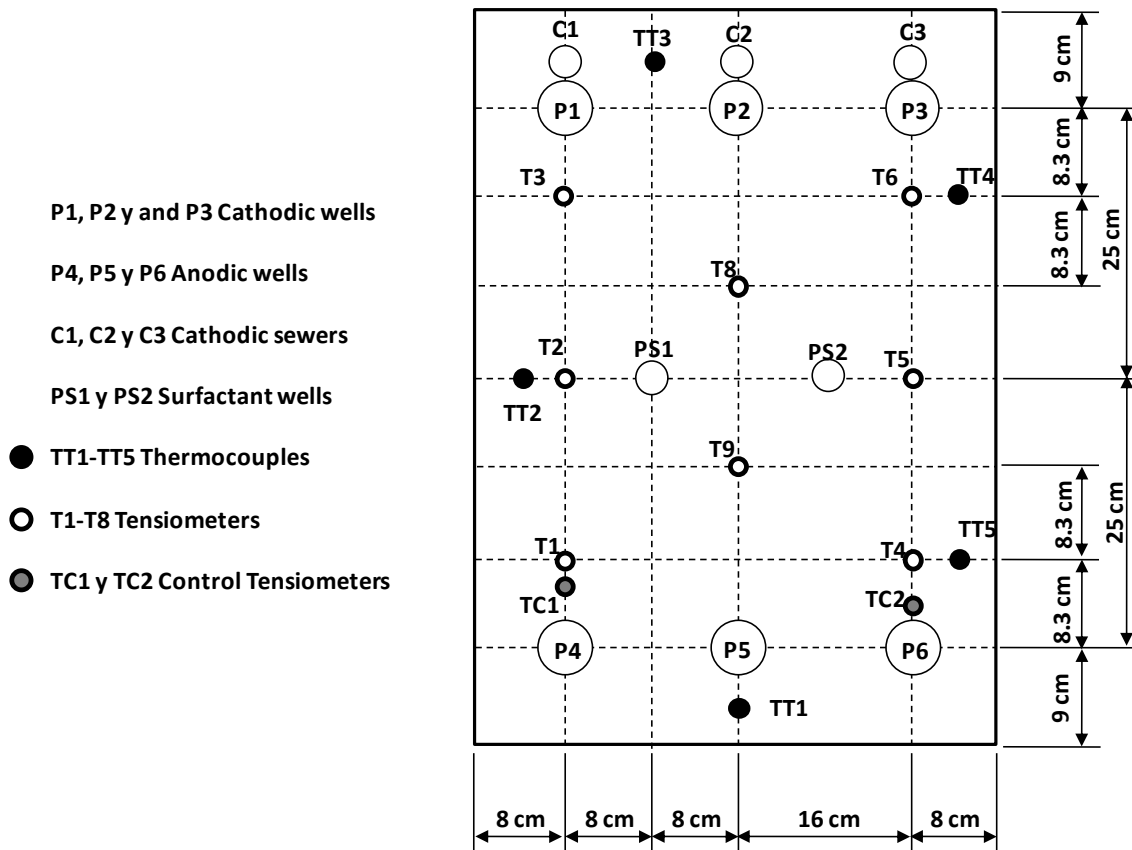 C1
TT3
C2
C3
9 cm
P1
P2
P3
8.3 cm
T3
T6
TT4
P1, P2 y and P3 Cathodic wells
8.3 cm
25 cm
P4, P5 y P6 Anodic wells
T8
C1, C2 y C3 Cathodic sewers
T2
PS1
PS2
T5
PS1 y PS2 Surfactant wells
TT2
TT1-TT5 Thermocouples
T9
8.3 cm
25 cm
T1-T8 Tensiometers
T1
T4
TT5
TC1 y TC2 Control Tensiometers
TC1
TC2
8.3 cm
P4
P5
P6
TT1
9 cm
8 cm
8 cm
8 cm
16 cm
8 cm